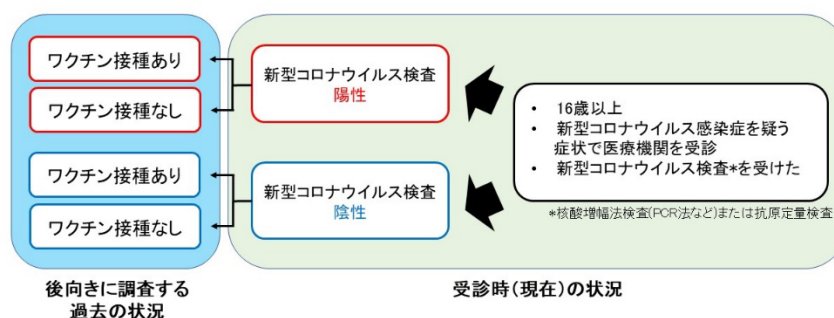 ワクチン接種あり
ワクチン接種なし
ワクチン接種あり
ワクチン接種なし
新型コロナウイルス検査
陽性
新型コロナウイルス検査
陰性
• 16歳以上
• 新型コロナウイルス感染症を疑う
症状で医療機関を受診
• 新型コロナウイルス検査*を受けた
*核酸増幅法検査(PCR法など)または抗原定量検査
後向きに調査する
過去の状況
受診時(現在)の状況